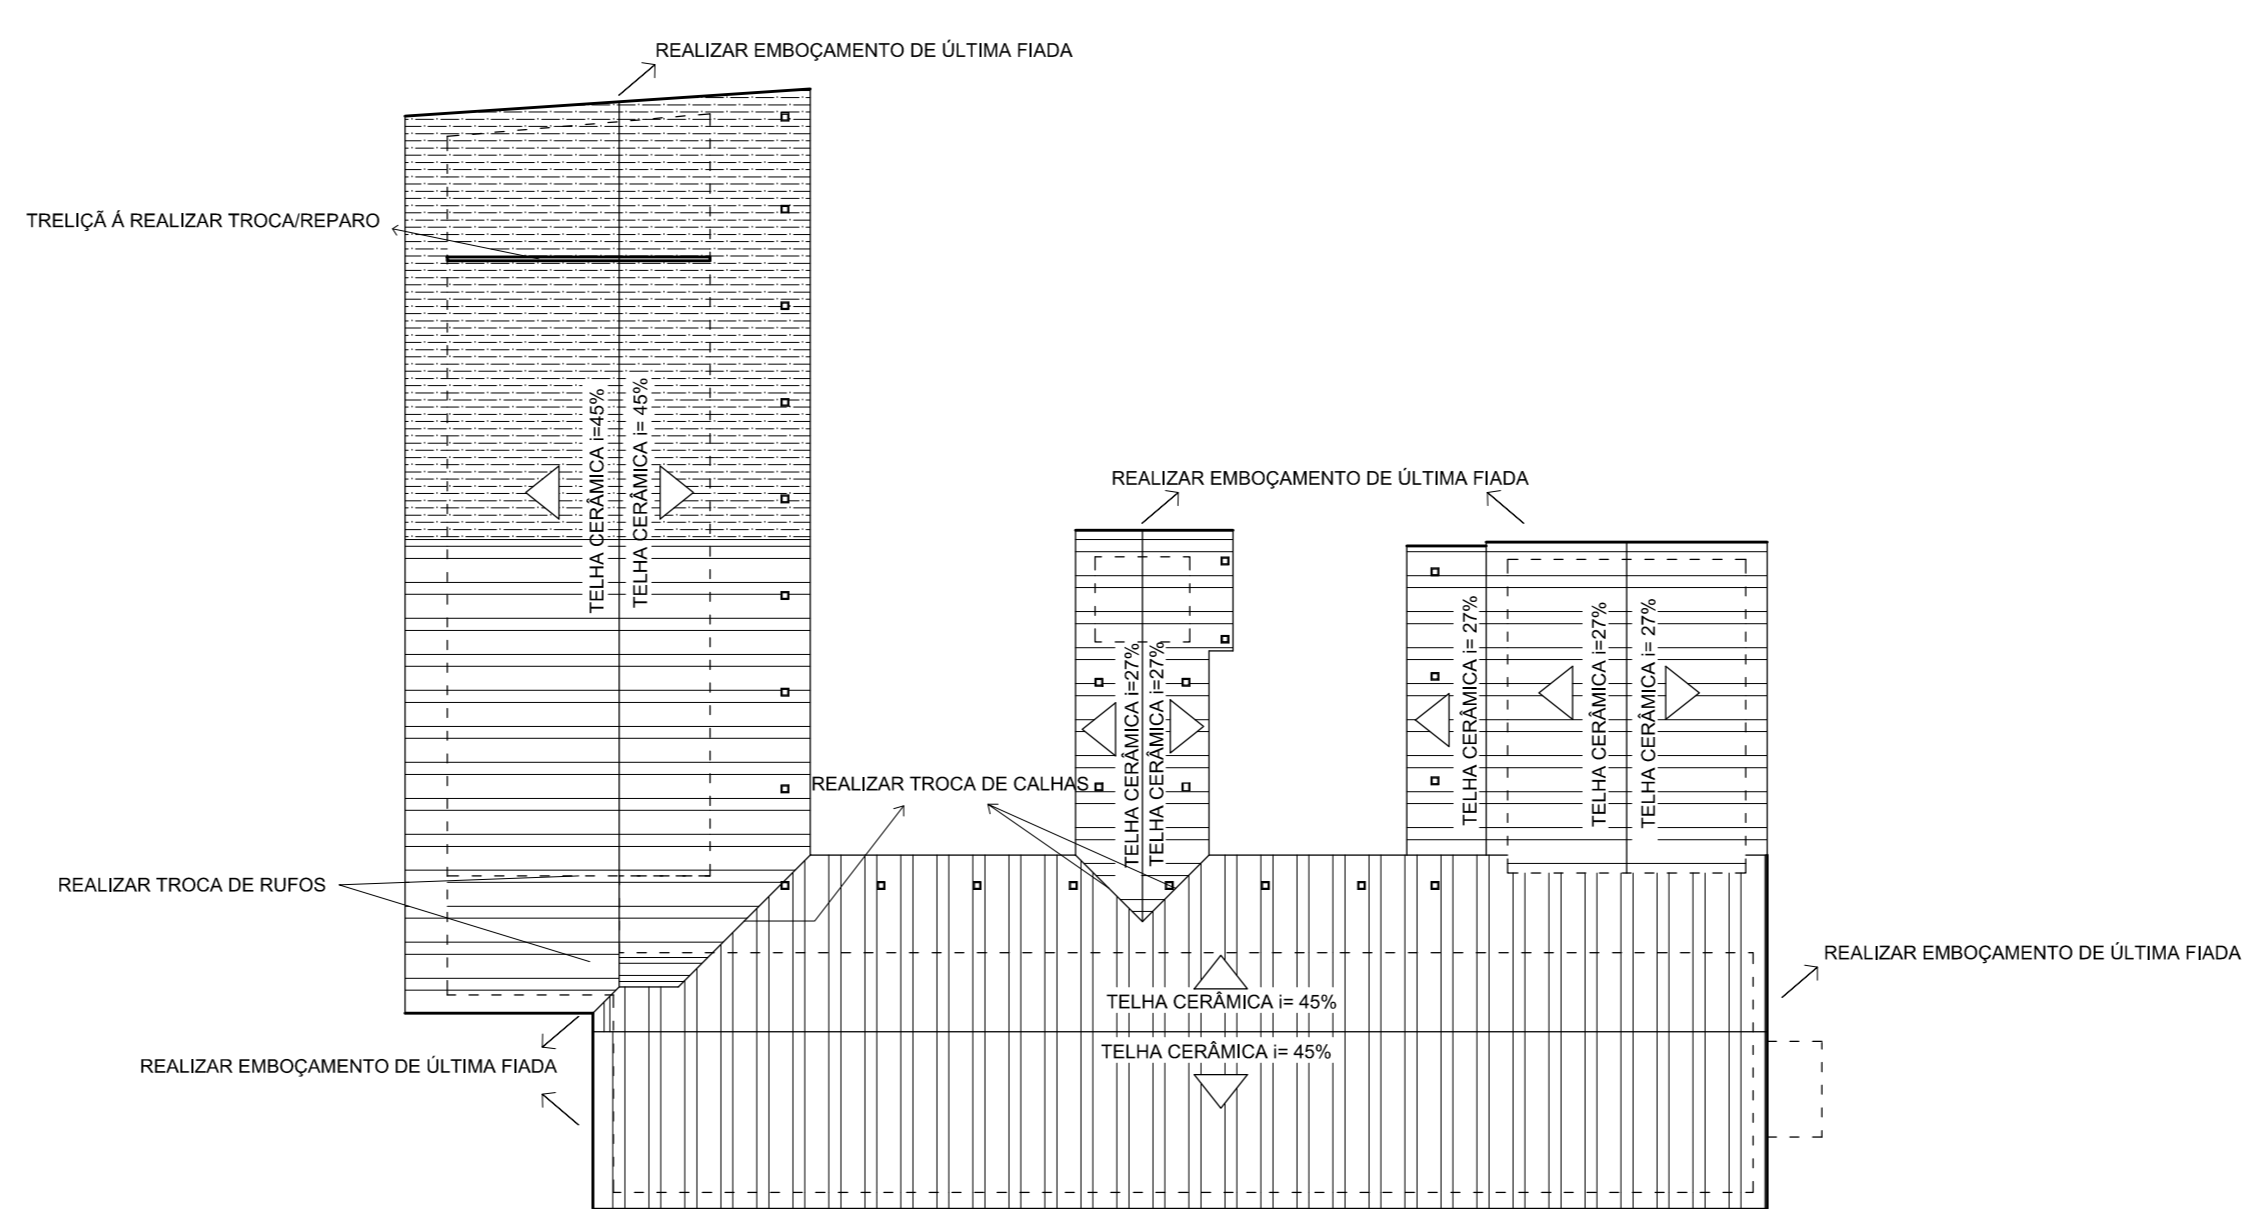 REALIZAR EMBOÇAMENTO DE ÚLTIMA FIADA
TRELIÇÃ Á REALIZAR TROCA/REPARO
TELHA CERÂMICA i=45%
TELHA CERÂMICA i= 45%
REALIZAR EMBOÇAMENTO DE ÚLTIMA FIADA
TELHA CERÂMICA i=27%
TELHA CERÂMICA i=27%
TELHA CERÂMICA i= 27%
TELHA CERÂMICA i=27%
TELHA CERÂMICA i= 27%
REALIZAR TROCA DE CALHAS
REALIZAR TROCA DE RUFOS
REALIZAR EMBOÇAMENTO DE ÚLTIMA FIADA
TELHA CERÂMICA i= 45%
TELHA CERÂMICA i= 45%
REALIZAR EMBOÇAMENTO DE ÚLTIMA FIADA